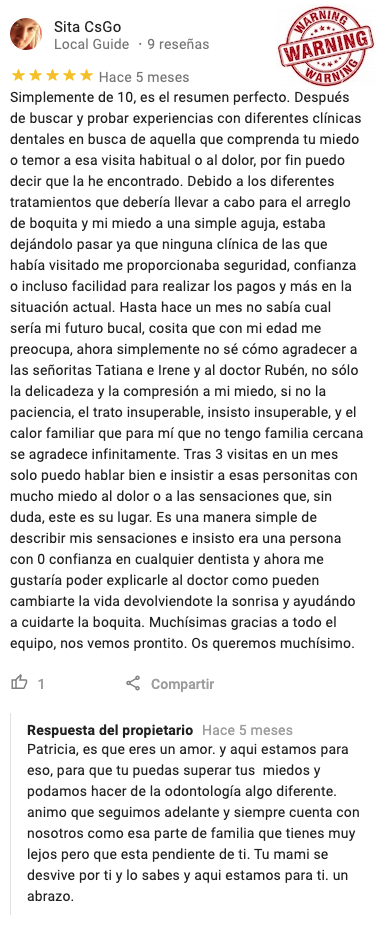 Sita CsGo
Local Guide · 9 reseñas
WARNING
WARNING
WARNING
Hace 5 meses
Simplemente de 10, es el resumen perfecto. Después
de buscar y probar experiencias con diferentes clínicas
dentales en busca de aquella que comprenda tu miedo
o temor a esa visita habitual o al dolor, por fin puedo
decir que la he encontrado. Debido a los diferentes
tratamientos que debería llevar a cabo para el arreglo
de boquita y mi miedo a una simple aguja, estaba
dejándolo pasar ya que ninguna clínica de las que
había visitado me proporcionaba seguridad, confianza
o incluso facilidad para realizar los pagos y más en la
situación actual. Hasta hace un mes no sabía cual
sería mi futuro bucal, cosita que con mi edad me
preocupa, ahora simplemente no sé cómo agradecer a
las señoritas Tatiana e Irene y al doctor Rubén, no sólo
la delicadeza y la compresión a mi miedo, si no la
paciencia, el trato insuperable, insisto insuperable, y el
calor familiar que para mí que no tengo familia cercana
se agradece infinitamente. Tras 3 visitas en un mes
solo puedo hablar bien e insistir a esas personitas con
mucho miedo al dolor o a las sensaciones que, sin
duda, este es su lugar. Es una manera simple de
describir mis sensaciones e insisto era una persona
con 0 confianza en cualquier dentista y ahora me
gustaría poder explicarle al doctor como pueden
cambiarte la vida devolviendote la sonrisa y ayudándo
a cuidarte la boquita. Muchísimas gracias a todo el
equipo, nos vemos prontito. Os queremos muchísimo.
1 Compartir
Respuesta del propietario Hace 5 meses
Patricia, es que eres un amor. y aqui estamos para
eso, para que tu puedas superar tus miedos y
podamos hacer de la odontología algo diferente.
animo que seguimos adelante y siempre cuenta con
nosotros como esa parte de familia que tienes muy
lejos pero que esta pendiente de ti. Tu mami se
desvive por ti y lo sabes y aqui estamos para ti. un
abrazo.